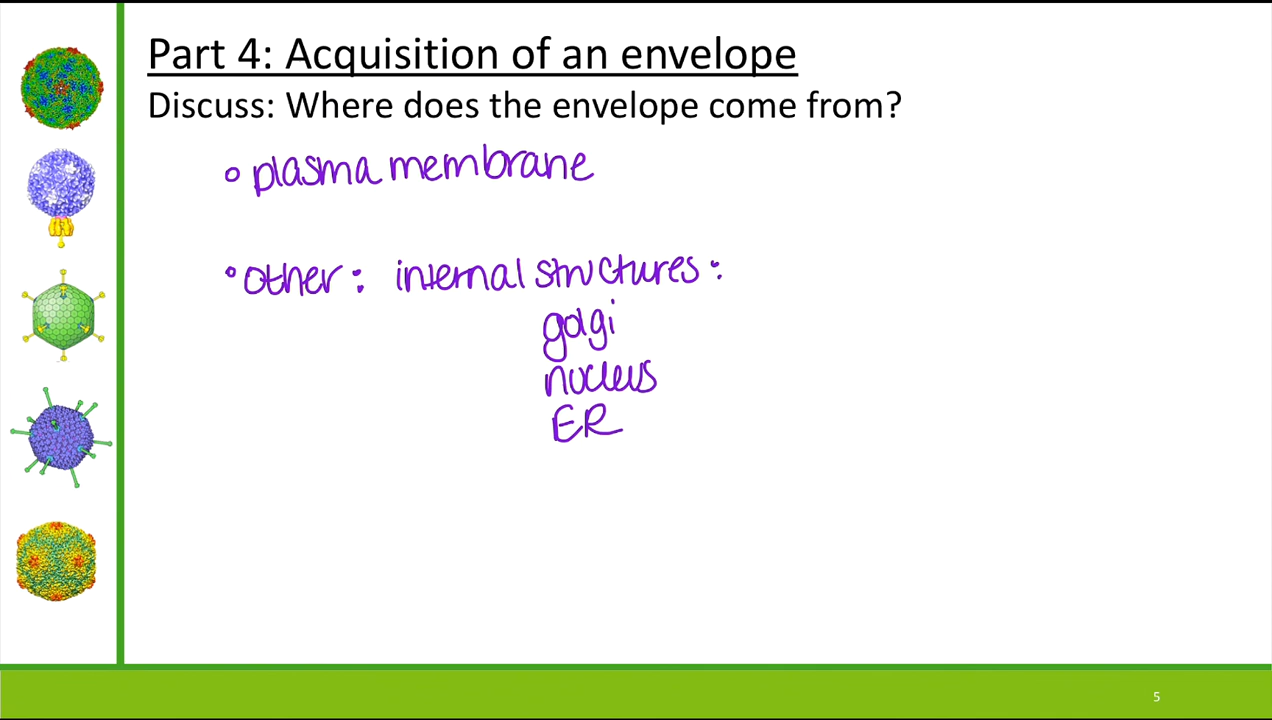 Part 4: Acquisition of an envelope
Discuss: Where does the envelope come from?
plasma membrane
other: internal structures:
golgi
nucleus
ER
5